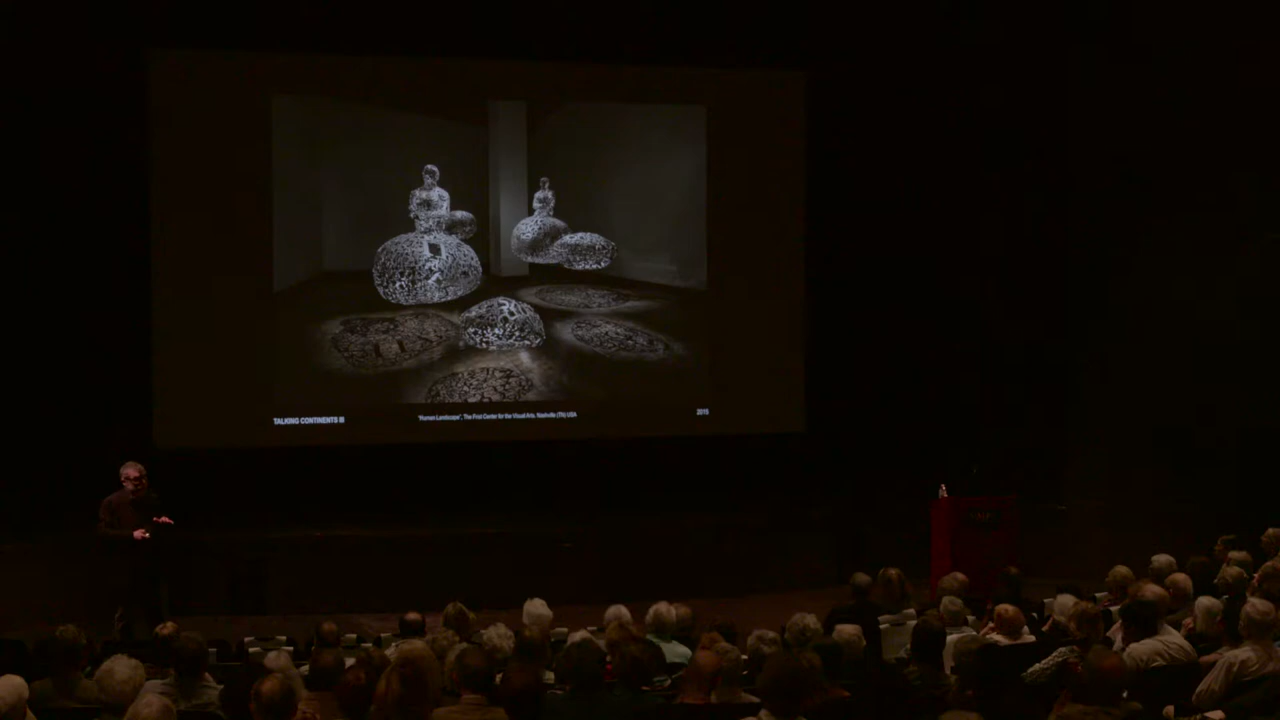 TALKING CONTINENTS III
"Human Landscape", The Frist Center for the Visual Arts. Nashville (TN) USA
2015